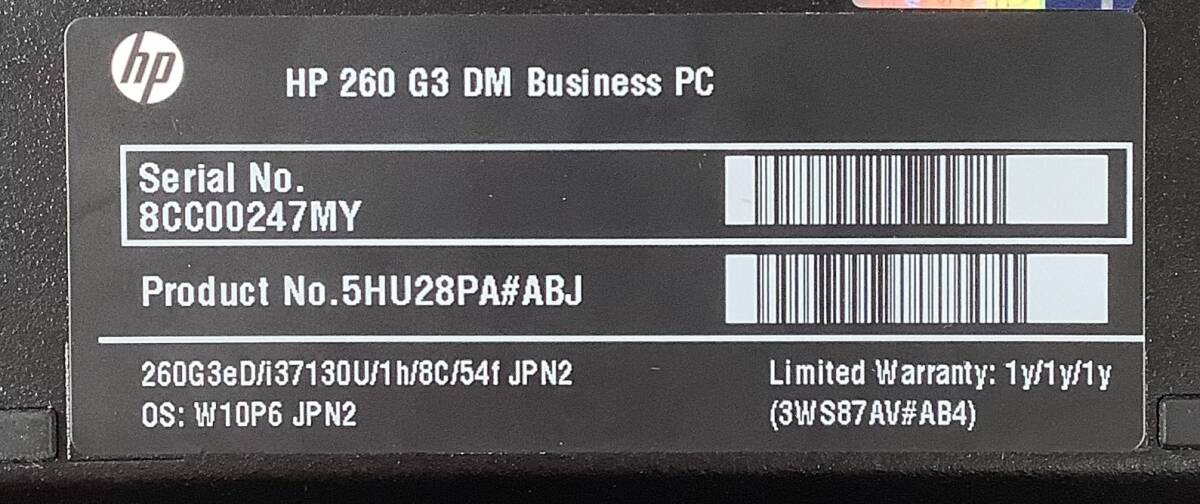 hp
HP 260 G3 DM Business PC
Serial No.
8CC00247MY
Product No.5HU28PA#ABJ
260G3eD/i37130U/1h/8C/54f JPN2
OS: W10P6 JPN2
Limited Warranty: 1y/1y/1y
(3WS87AV#AB4)